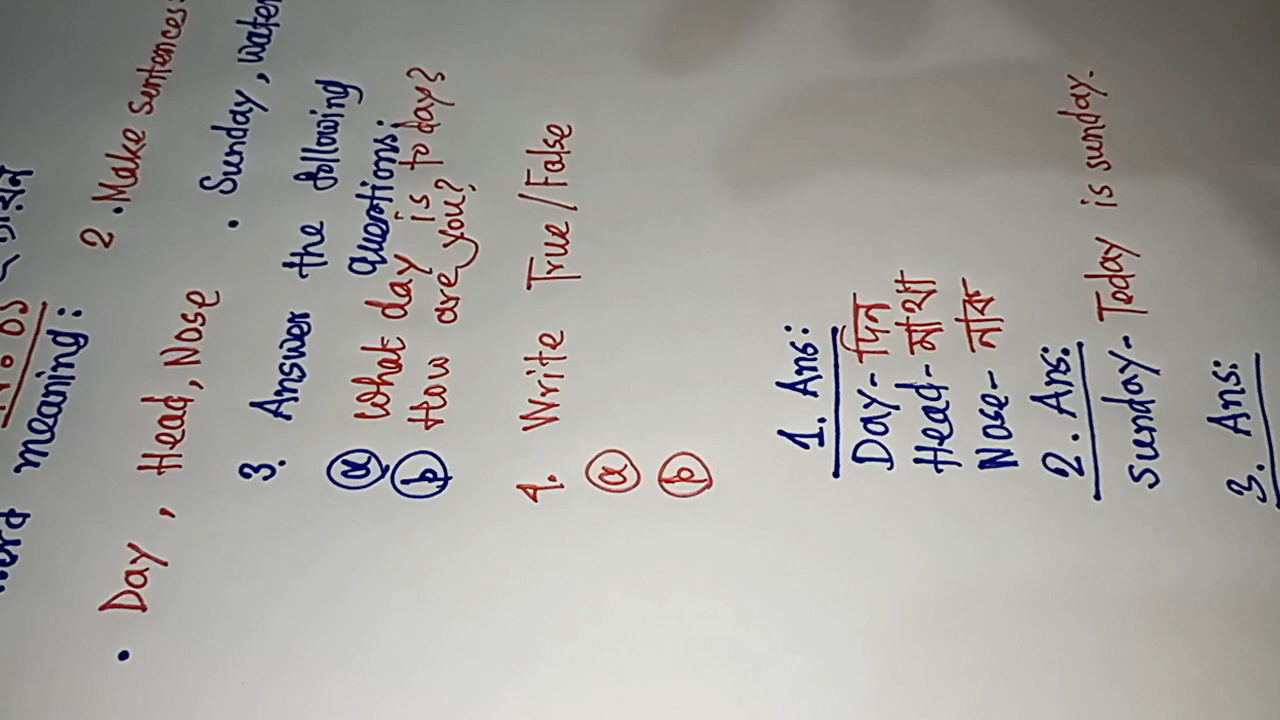 meaning:
• Day, Head, Nose
2. Make sentences:
• Sunday, water
3. Answer the following
questions:
ⓐ What day is today?
ⓑ How are you?
4. Write True/False
ⓐ
ⓑ
1. Ans:
Day- দিন
Head- মাথা
Nose- নাক
2. Ans:
Sunday- Today is sunday.
3. Ans: